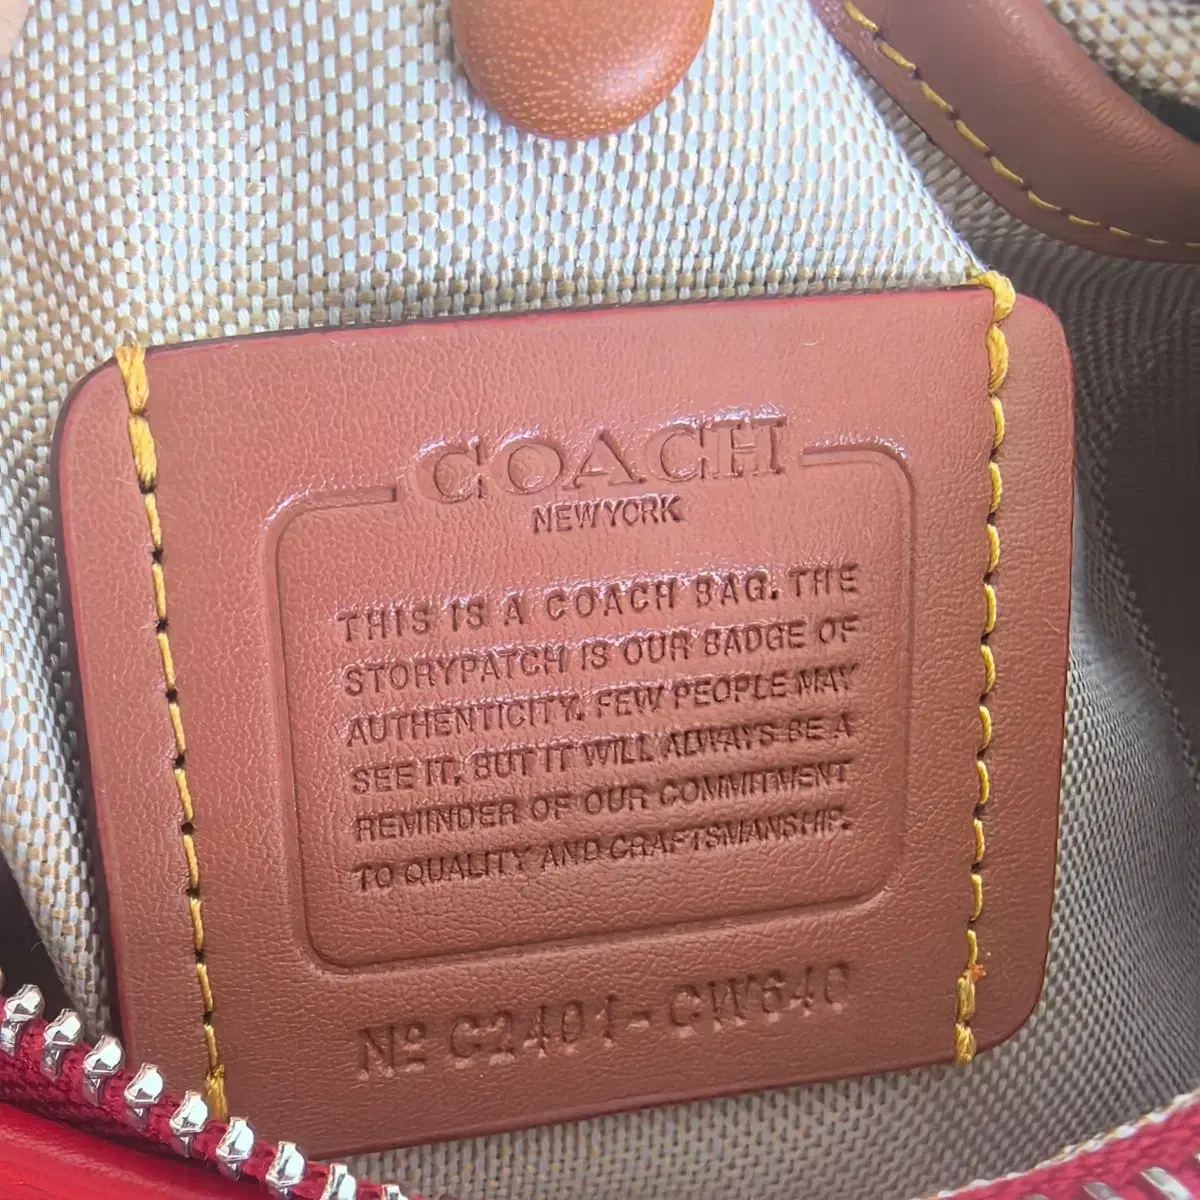 COACH
NEW YORK
THIS IS A COACH BAG. THE
STORYPATCH IS OUR BADGE OF
AUTHENTICITY. FEW PEOPLE MAY
SEE IT, BUT IT WILL ALWAYS BE A
REMINDER OF OUR COMMITMENT
TO QUALITY AND CRAFTSMANSHIP.
Nº C2401-CW640